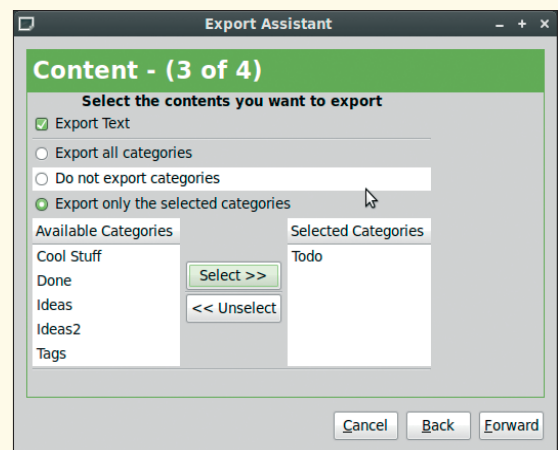 Export Assistant
Content - (3 of 4)
Select the contents you want to export
Export Text
Export all categories
Do not export categories
Export only the selected categories
Available Categories
Cool Stuff
Done
Ideas
Ideas2
Tags
Select >>
<< Unselect
Selected Categories
Todo
Cancel Back Forward